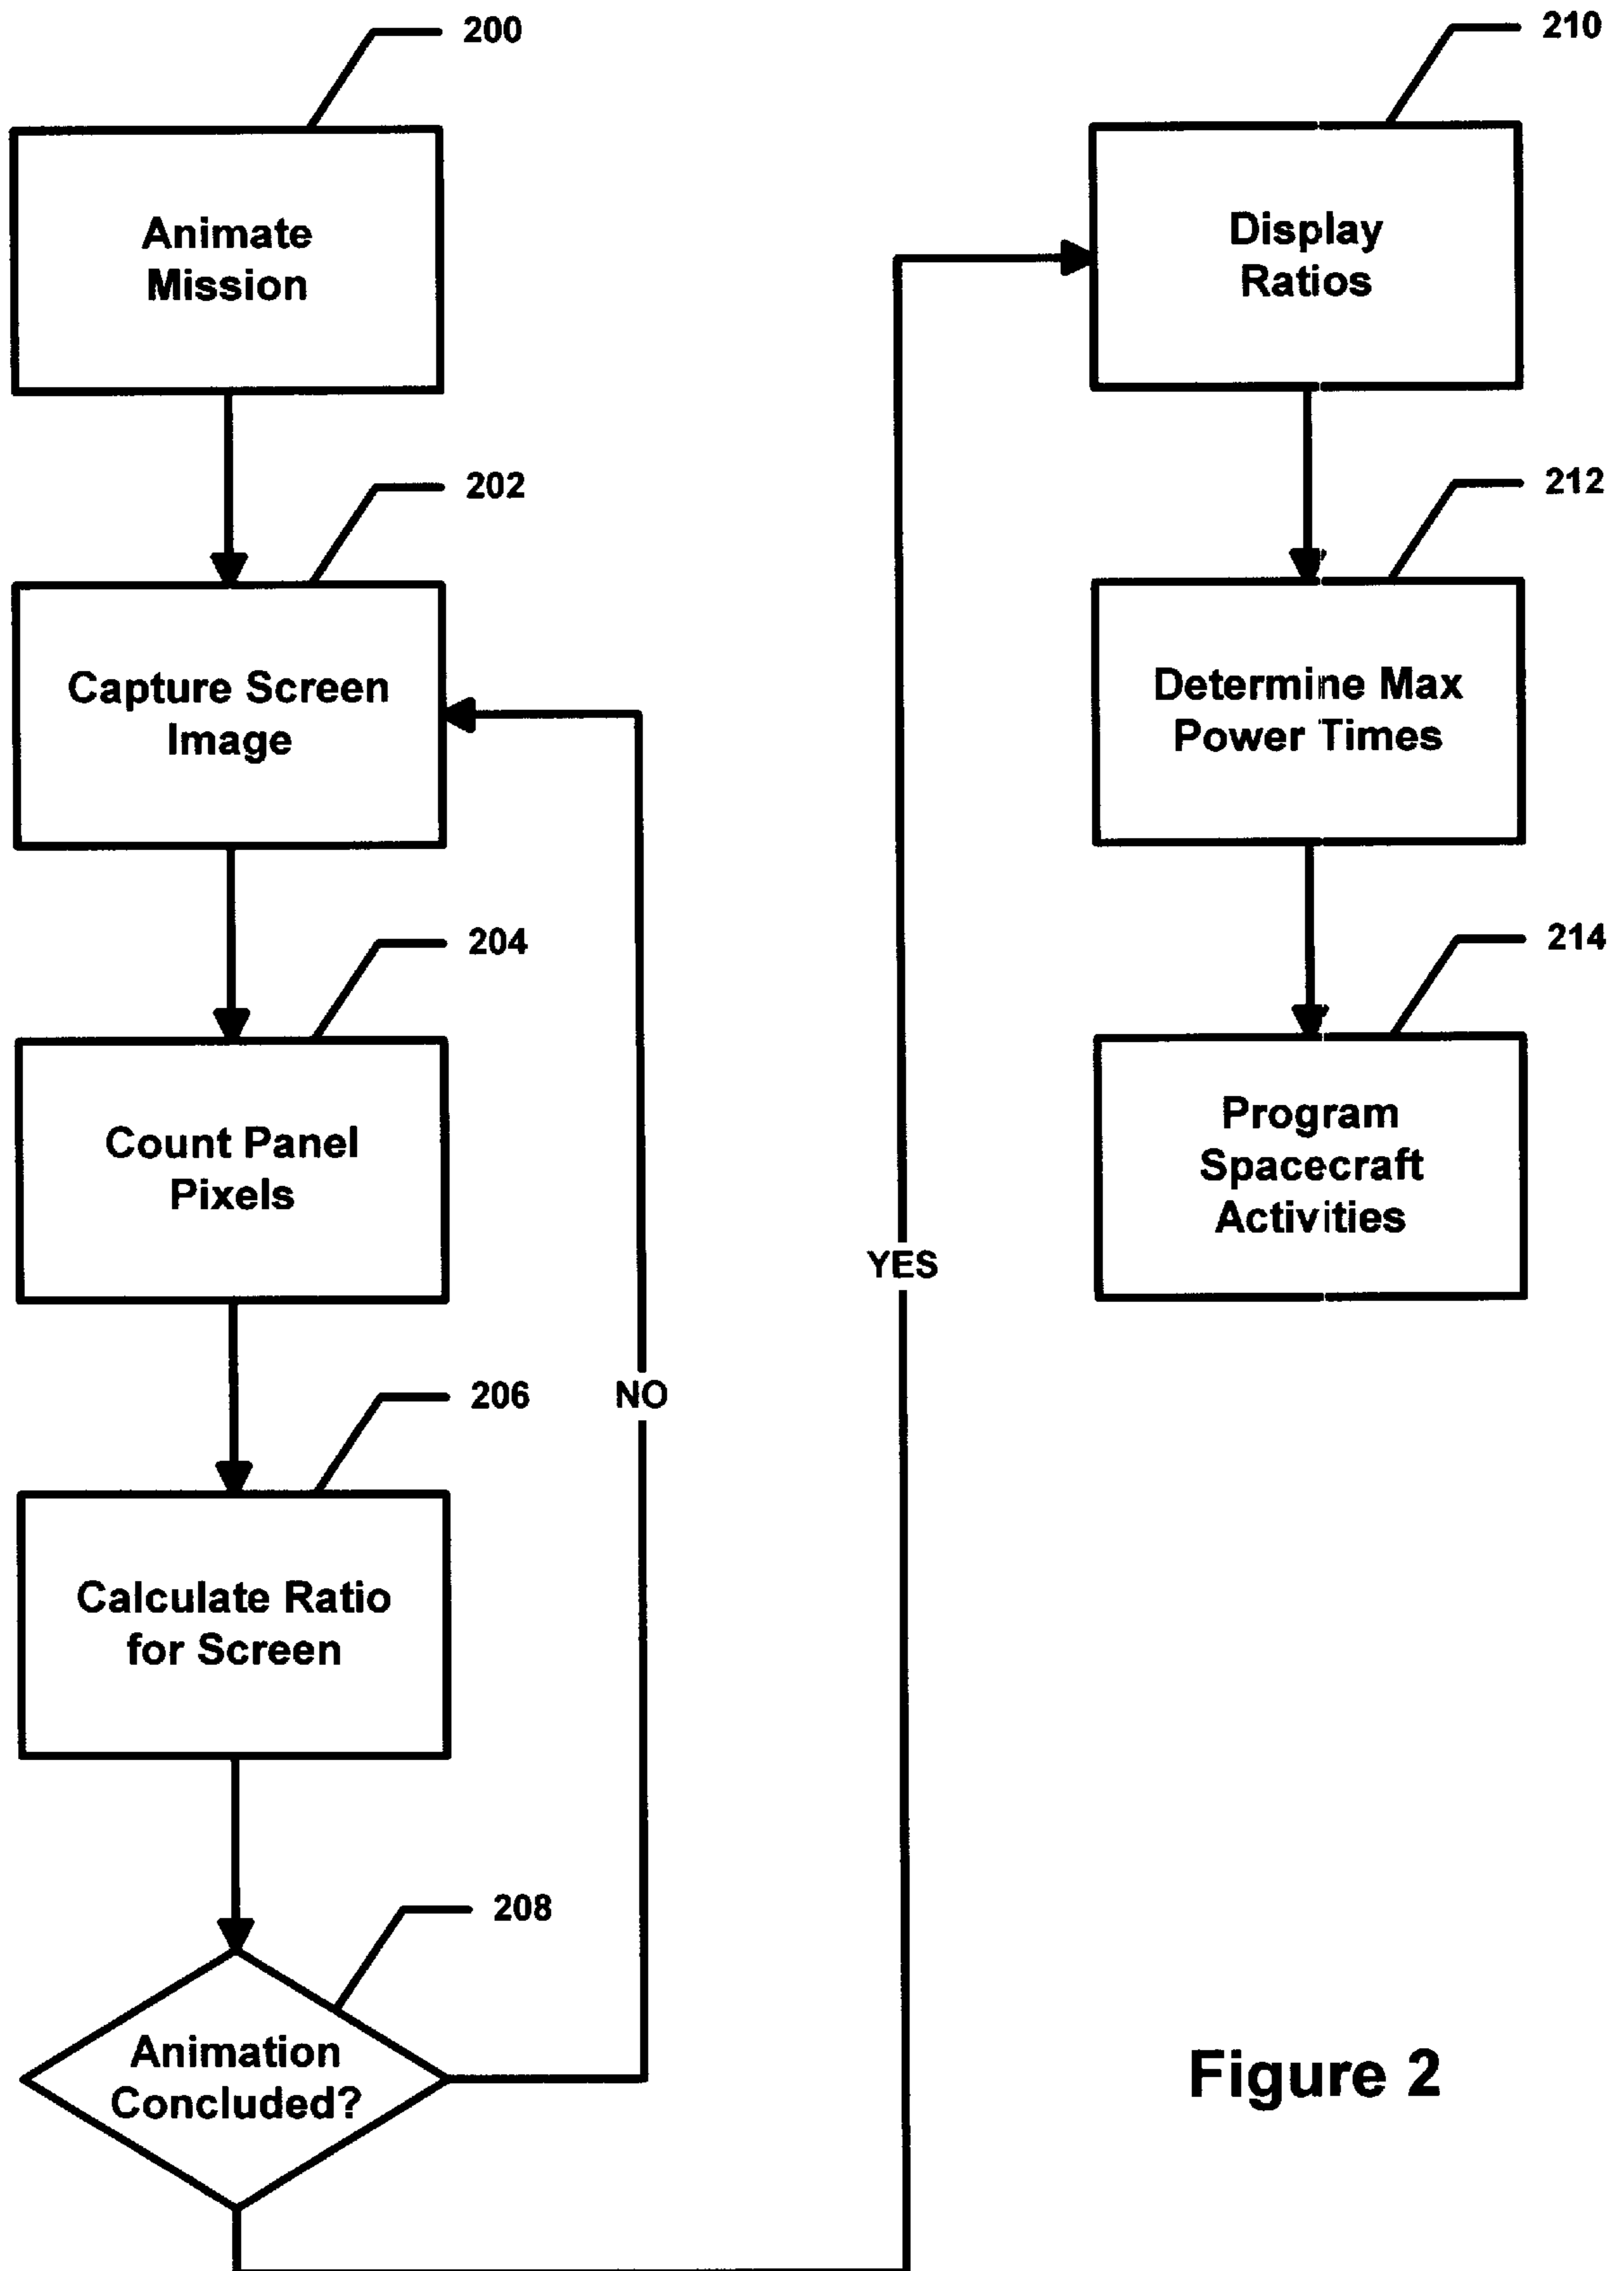 200
Animate
Mission
202
Capture Screen
Image
204
Count Panel
Pixels
206
Calculate Ratio
for Screen
208
Animation
Concluded?
NO
YES
210
Display
Ratios
212
Determine Max
Power Times
214
Program
Spacecraft
Activities
Figure 2